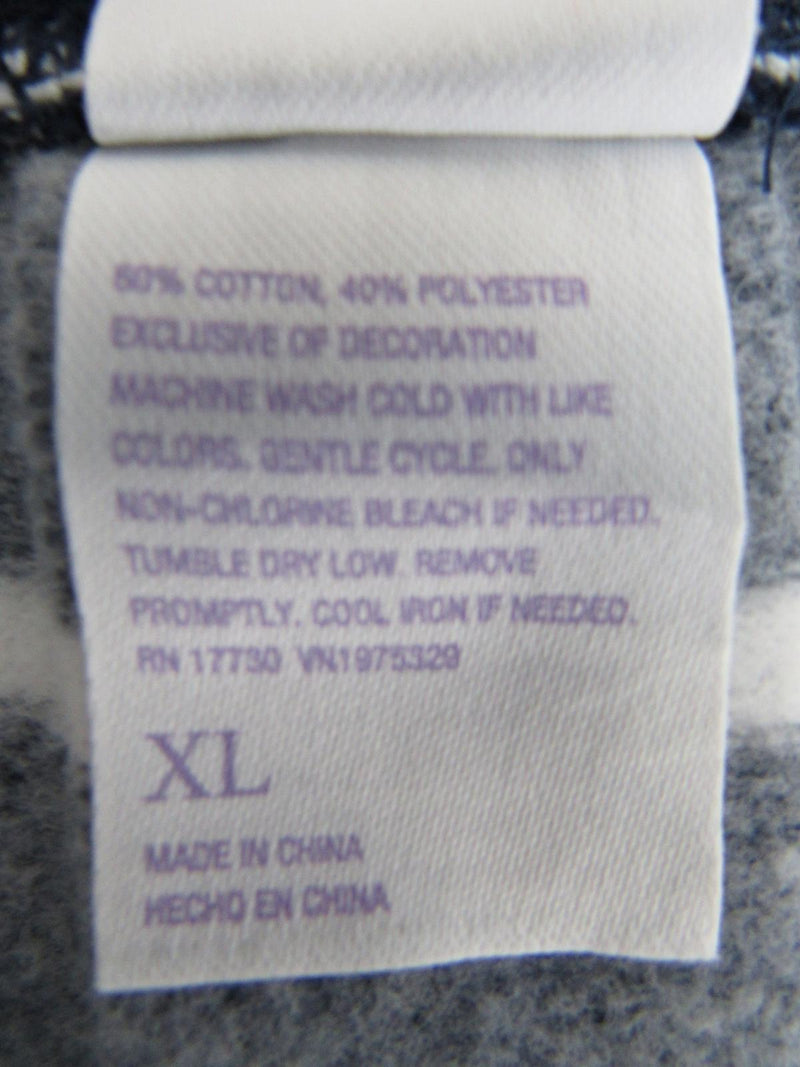 60% COTTON, 40% POLYESTER
EXCLUSIVE OF DECORATION
MACHINE WASH COLD WITH LIKE
COLORS. GENTLE CYCLE. ONLY
NON-CHLORINE BLEACH IF NEEDED.
TUMBLE DRY LOW. REMOVE
PROMPTLY. COOL IRON IF NEEDED.
RN 17730 VN1975329
XL
MADE IN CHINA
HECHO EN CHINA